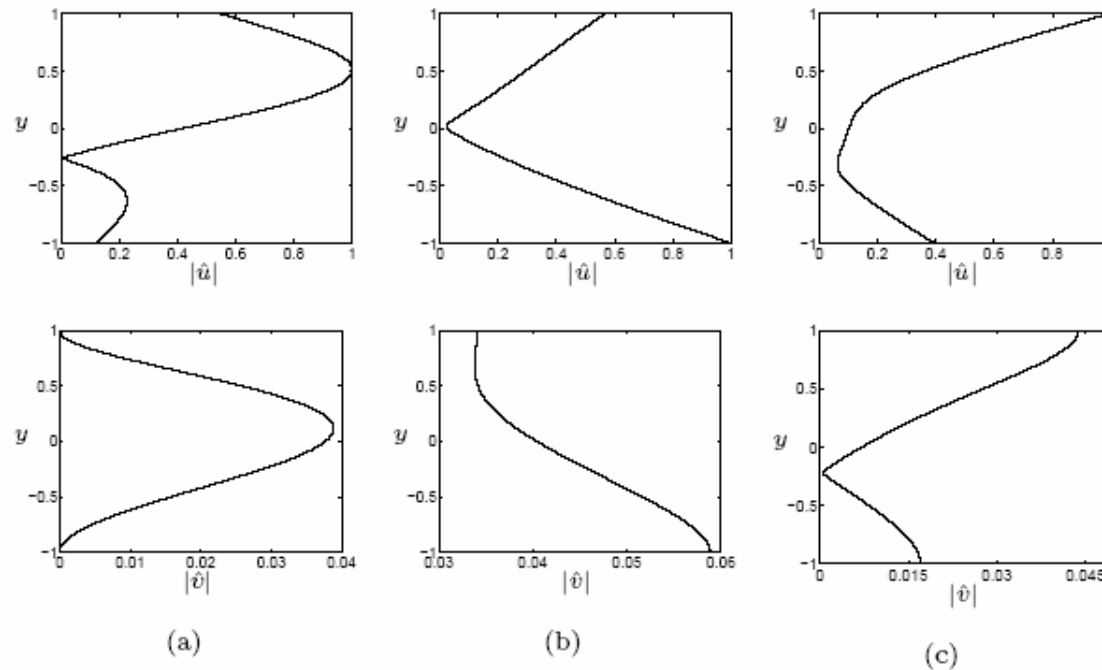 1 1 1
0.5 0.5 0.5
y 0 y 0 y 0
−0.5 −0.5 −0.5
−1 −1 −1
0 0.2 0.4 0.6 0.8 1 0 0.2 0.4 0.6 0.8 1 0 0.2 0.4 0.6 0.8
|û| |û| |û|
1 1 1
0.5 0.5 0.5
y 0 y 0 y 0
−0.5 −0.5 −0.5
−1 −1 −1
0 0.01 0.02 0.03 0.04 0.03 0.04 0.05 0.06 0 0.015 0.03 0.045
|v̂| |v̂| |v̂|
(a) (b) (c)